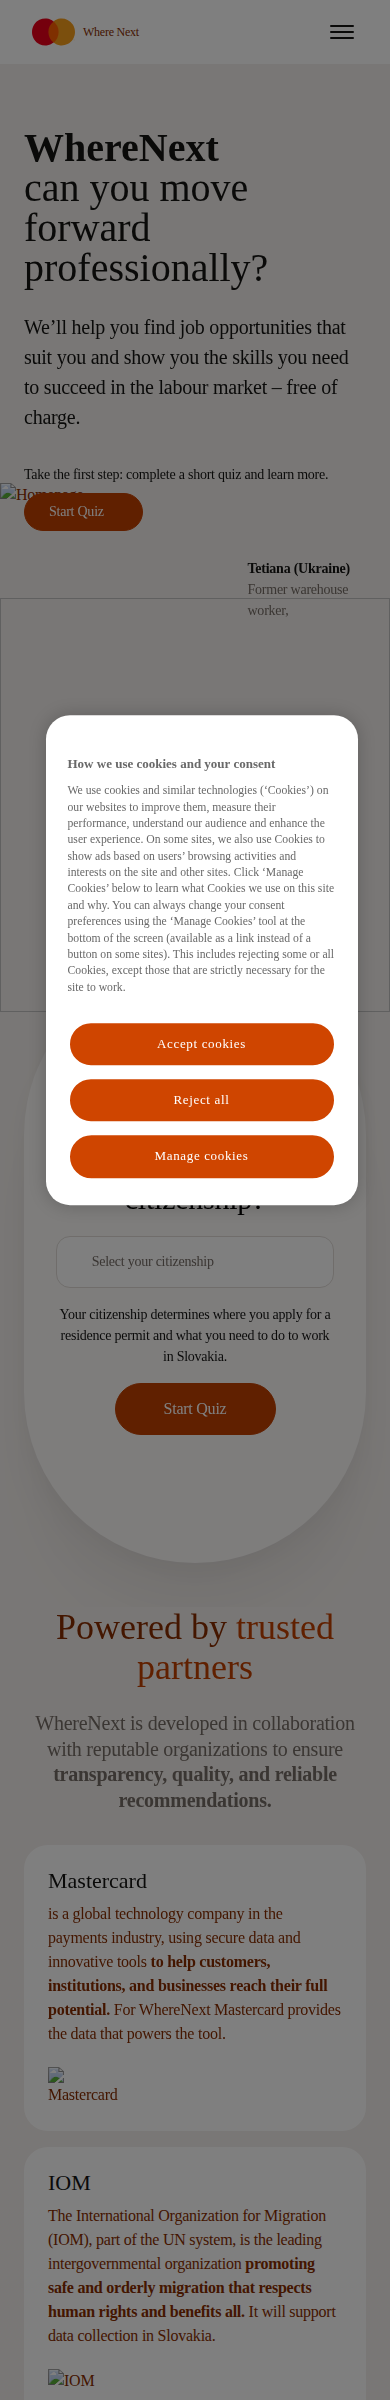 Where Next
WhereNext
can you move
forward
professionally?
We’ll help you find job opportunities that
suit you and show you the skills you need
to succeed in the labour market – free of
charge.
Take the first step: complete a short quiz and learn more.
Start Quiz
Tetiana (Ukraine)
Former warehouse
worker,
How we use cookies and your consent
We use cookies and similar technologies (‘Cookies’) on
our websites to improve them, measure their
performance, understand our audience and enhance the
user experience. On some sites, we also use Cookies to
show ads based on users’ browsing activities and
interests on the site and other sites. Click ‘Manage
Cookies’ below to learn what Cookies we use on this site
and why. You can always change your consent
preferences using the ‘Manage Cookies’ tool at the
bottom of the screen (available as a link instead of a
button on some sites). This includes rejecting some or all
Cookies, except those that are strictly necessary for the
site to work.
Accept cookies
Reject all
Manage cookies
citizenship?
Select your citizenship
Your citizenship determines where you apply for a
residence permit and what you need to do to work
in Slovakia.
Start Quiz
Powered by trusted
partners
WhereNext is developed in collaboration
with reputable organizations to ensure
transparency, quality, and reliable
recommendations.
Mastercard
is a global technology company in the
payments industry, using secure data and
innovative tools to help customers,
institutions, and businesses reach their full
potential. For WhereNext Mastercard provides
the data that powers the tool.
Mastercard
IOM
The International Organization for Migration
(IOM), part of the UN system, is the leading
intergovernmental organization promoting
safe and orderly migration that respects
human rights and benefits all. It will support
data collection in Slovakia.
IOM